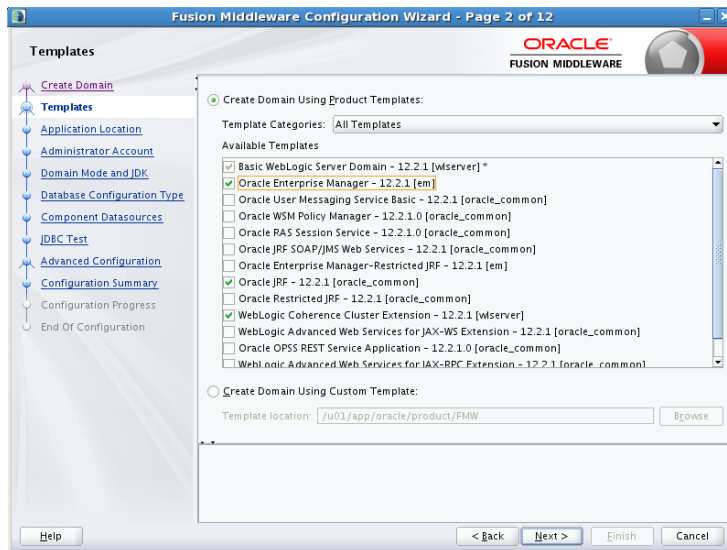 Fusion Middleware Configuration Wizard - Page 2 of 12
Templates
ORACLE
FUSION MIDDLEWARE
Create Domain
Templates
Application Location
Administrator Account
Domain Mode and JDK
Database Configuration Type
Component Datasources
JDBC Test
Advanced Configuration
Configuration Summary
Configuration Progress
End Of Configuration
Create Domain Using Product Templates:
Template Categories: All Templates
Available Templates
Basic WebLogic Server Domain - 12.2.1 [wlserver] *
Oracle Enterprise Manager - 12.2.1 [em]
Oracle User Messaging Service Basic - 12.2.1 [oracle_common]
Oracle WSM Policy Manager - 12.2.1.0 [oracle_common]
Oracle RAS Session Service - 12.2.1.0 [oracle_common]
Oracle JRF SOAP/JMS Web Services - 12.2.1 [oracle_common]
Oracle Enterprise Manager-Restricted JRF - 12.2.1 [em]
Oracle JRF - 12.2.1 [oracle_common]
Oracle Restricted JRF - 12.2.1 [oracle_common]
WebLogic Coherence Cluster Extension - 12.2.1 [wlserver]
WebLogic Advanced Web Services for JAX-WS Extension - 12.2.1 [oracle_common]
Oracle OPSS REST Service Application - 12.2.1.0 [oracle_common]
WebLogic Advanced Web Services for JAX-RPC Extension - 12.2.1 [oracle_common]
Create Domain Using Custom Template:
Template location: /u01/app/oracle/product/FMW Browse
Help < Back Next > Finish Cancel